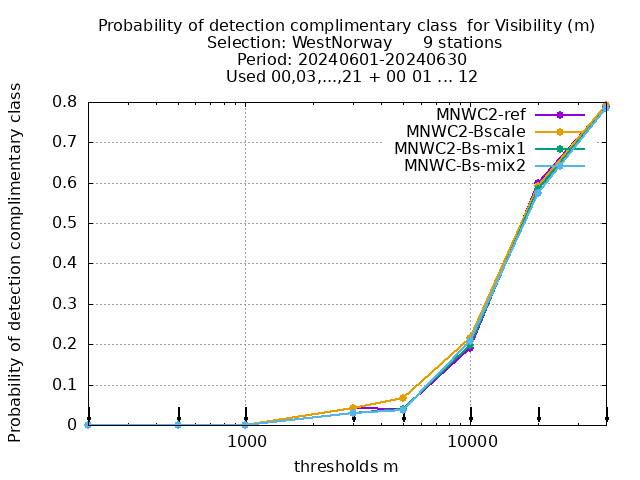 Probability of detection complimentary class  for Visibility (m)
Selection: WestNorway      9 stations
Period: 20240601-20240630
Used 00,03,...,21 + 00 01 ... 12
Probability of detection complimentary class
0.8
0.7
0.6
0.5
0.4
0.3
0.2
0.1
0
MNWC2-ref
MNWC2-Bscale
MNWC2-Bs-mix1
MNWC-Bs-mix2
1000 10000
thresholds m